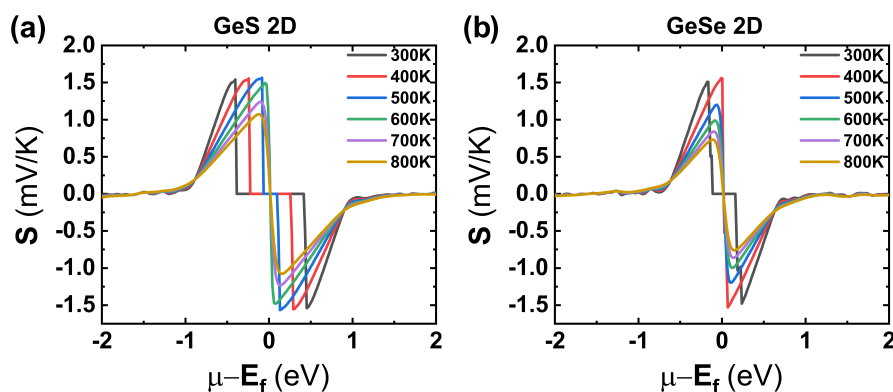 (a)
GeS 2D
S (mV/K)
2.0
1.5
1.0
0.5
0.0
-0.5
-1.0
-1.5
300K
400K
500K
600K
700K
800K
-2
-1
0
1
2
μ−Ef (eV)
(b)
GeSe 2D
S (mV/K)
2.0
1.5
1.0
0.5
0.0
-0.5
-1.0
-1.5
300K
400K
500K
600K
700K
800K
-2
-1
0
1
2
μ−Ef (eV)